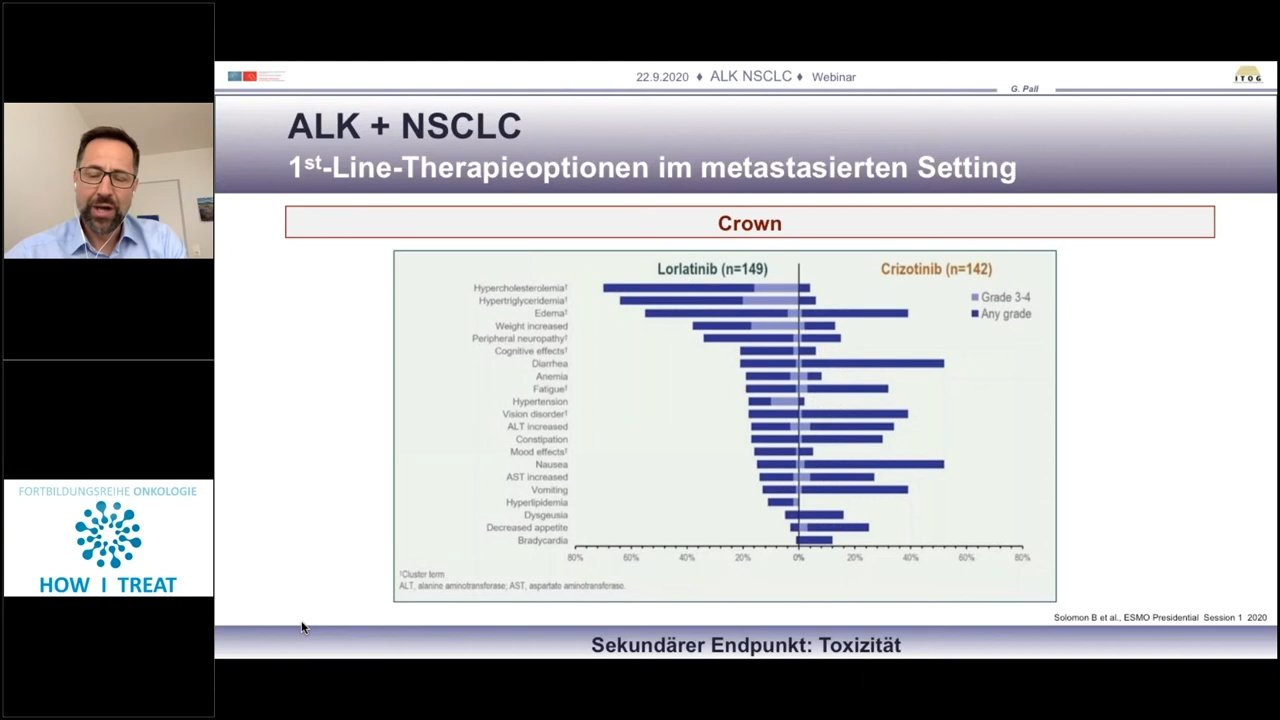 22.9.2020 ♦ ALK NSCLC ♦ Webinar
G. Pall
ITOG
ALK + NSCLC
1st-Line-Therapieoptionen im metastasierten Setting
Crown
Lorlatinib (n=149)
Crizotinib (n=142)
Grade 3-4
Any grade
Hypercholesterolemia†
Hypertriglyceridemia†
Edema†
Weight increased
Peripheral neuropathy†
Cognitive effects†
Diarrhea
Anemia
Fatigue†
Hypertension
Vision disorder†
ALT increased
Constipation
Mood effects†
Nausea
AST increased
Vomiting
Hyperlipidemia
Dysgeusia
Decreased appetite
Bradycardia
80% 60% 40% 20% 0% 20% 40% 60% 80%
†Cluster term
ALT, alanine aminotransferase; AST, aspartate aminotransferase.
Solomon B et al., ESMO Presidential Session 1 2020
Sekundärer Endpunkt: Toxizität
FORTBILDUNGSREIHE ONKOLOGIE
HOW I TREAT